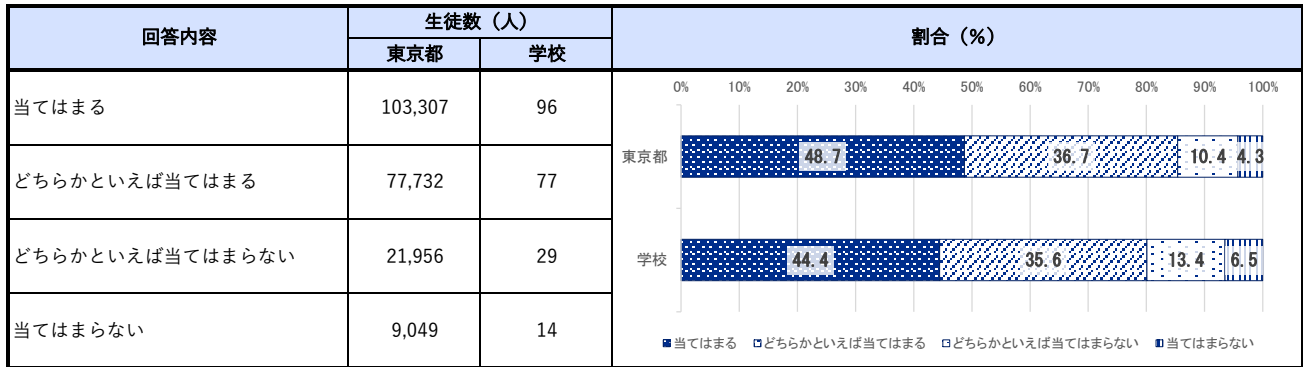 回答内容 生徒数（人） 割合（%）
東京都 学校
当てはまる 103,307 96
どちらかといえば当てはまる 77,732 77
どちらかといえば当てはまらない 21,956 29
当てはまらない 9,049 14
0% 10% 20% 30% 40% 50% 60% 70% 80% 90% 100%
東京都 48.7 36.7 10.4 4.3
学校 44.4 35.6 13.4 6.5
当てはまる どちらかといえば当てはまる どちらかといえば当てはまらない 当てはまらない